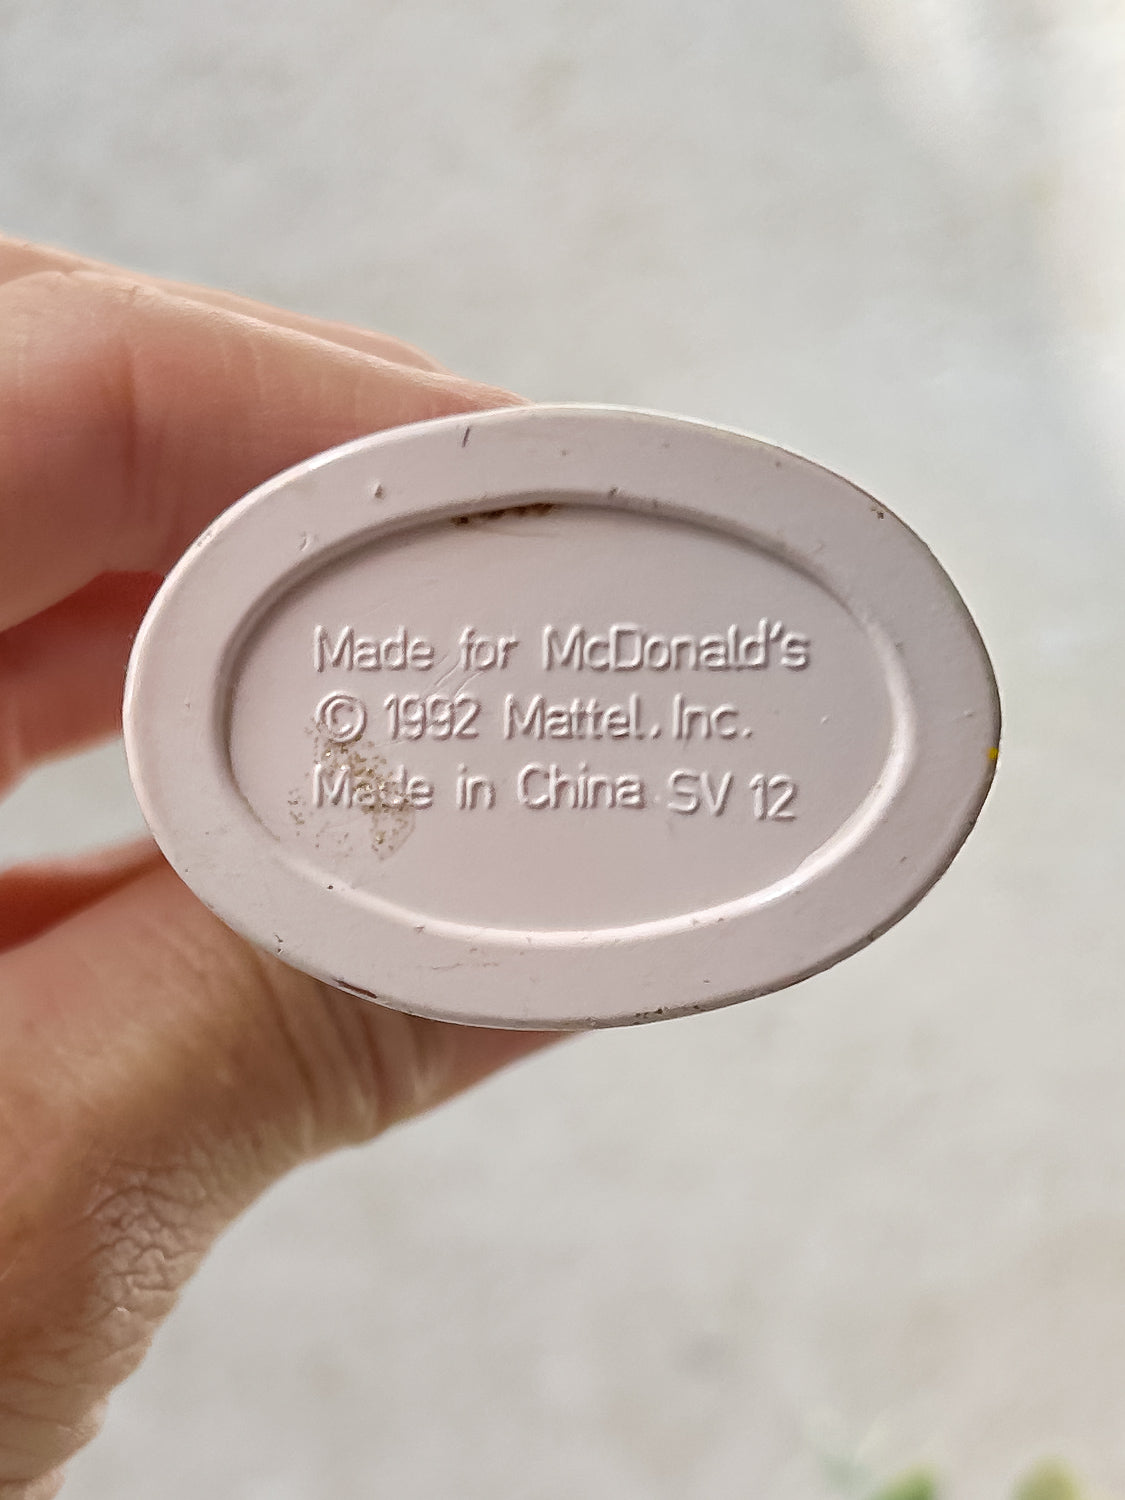 Made for McDonald's
© 1992 Mattel, Inc.
Made in China SV 12